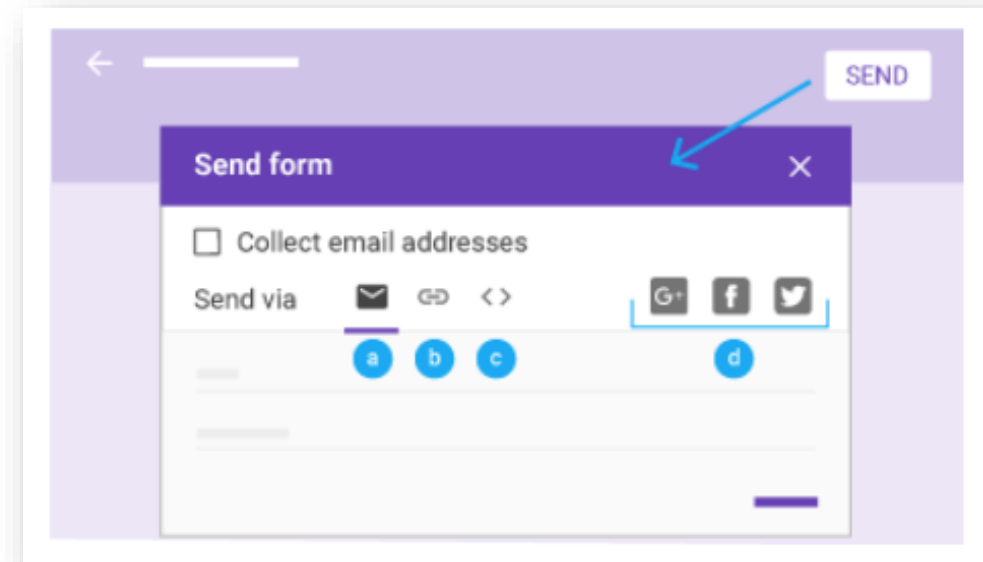 SEND
Send form
Collect email addresses
Send via
G+ f
a b c d